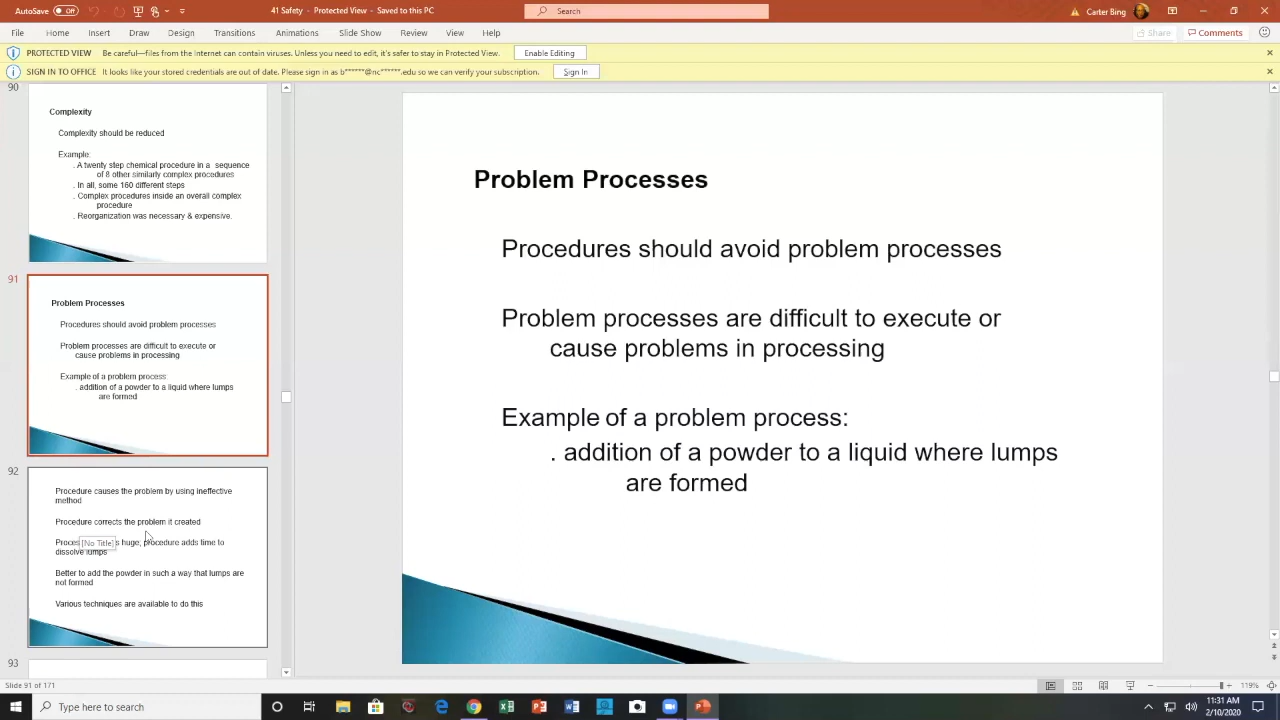 AutoSave Off
41 Safety - Protected View - Saved to this PC
Search
Carter Bing
File Home Insert Draw Design Transitions Animations Slide Show Review View Help
Share Comments
PROTECTED VIEW Be careful—files from the Internet can contain viruses. Unless you need to edit, it's safer to stay in Protected View. Enable Editing
SIGN IN TO OFFICE It looks like your stored credentials are out of date. Please sign in as b******@nc******.edu so we can verify your subscription. Sign In
90
Complexity
Complexity should be reduced
Example:
. A twenty step chemical procedure in a sequence
of 8 other similarly complex procedures
. In all, some 160 different steps
. Complex procedures inside an overall complex
procedure
. Reorganization was necessary & expensive.
91
Problem Processes
Procedures should avoid problem processes
Problem processes are difficult to execute or
cause problems in processing
Example of a problem process:
. addition of a powder to a liquid where lumps
are formed
92
Procedure causes the problem by using ineffective
method
Procedure corrects the problem it created
[No Title] huge; procedure adds time to
dissolve lumps
Better to add the powder in such a way that lumps are
not formed
Various techniques are available to do this
93
Problem Processes
Procedures should avoid problem processes
Problem processes are difficult to execute or
cause problems in processing
Example of a problem process:
. addition of a powder to a liquid where lumps
are formed
Slide 91 of 171
119%
Type here to search
11:31 AM
2/10/2020